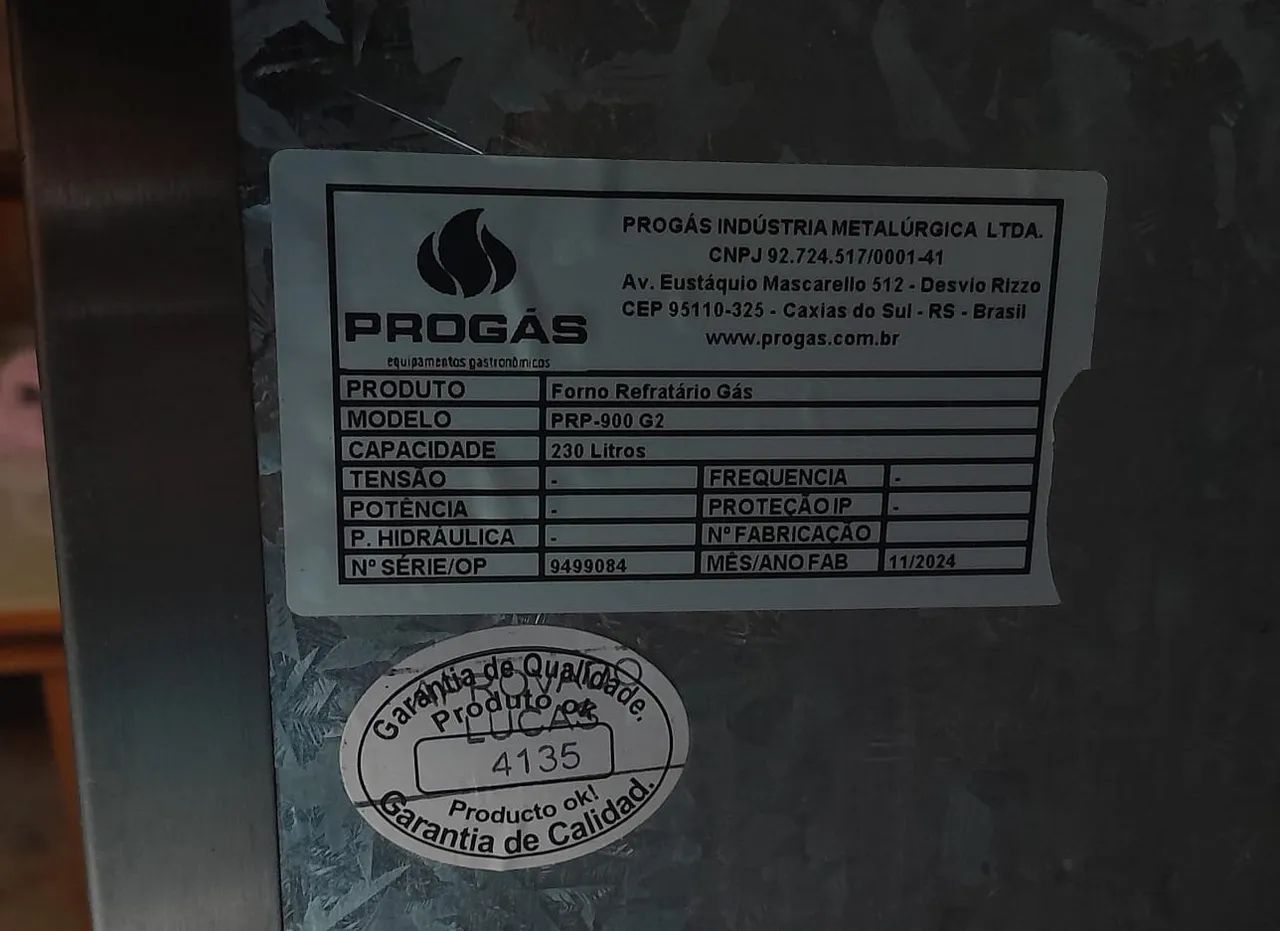 PROGÁS
equipamentos gastronômicos
PROGÁS INDÚSTRIA METALÚRGICA LTDA.
CNPJ 92.724.517/0001-41
Av. Eustáquio Mascarello 512 - Desvio Rizzo
CEP 95110-325 - Caxias do Sul - RS - Brasil
www.progas.com.br
PRODUTO Forno Refratário Gás
MODELO PRP-900 G2
CAPACIDADE 230 Litros
TENSÃO - FREQUENCIA -
POTÊNCIA - PROTEÇÃO IP -
P. HIDRÁULICA - Nº FABRICAÇÃO
Nº SÉRIE/OP 9499084 MÊS/ANO FAB 11/2024
Garantia de Qualidade.
APROVADO
Produto ok
LUCAS
4135
Producto ok!
Garantia de Calidad.